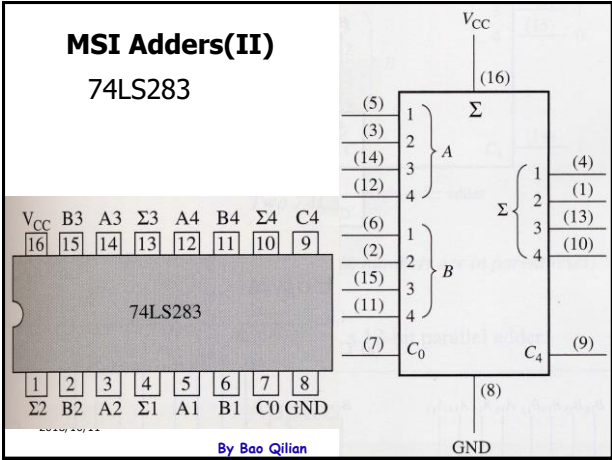 MSI Adders(II)
74LS283
VCC B3 A3 Σ3 A4 B4 Σ4 C4
16 15 14 13 12 11 10 9
74LS283
1 2 3 4 5 6 7 8
Σ2 B2 A2 Σ1 A1 B1 C0 GND
By Bao Qilian
VCC
(16)
Σ
(5) 1
(3) 2
(14) 3
(12) 4
A
(6) 1
(2) 2
(15) 3
(11) 4
B
(7) C0
Σ
1 (4)
2 (1)
3 (13)
4 (10)
C4 (9)
(8)
GND